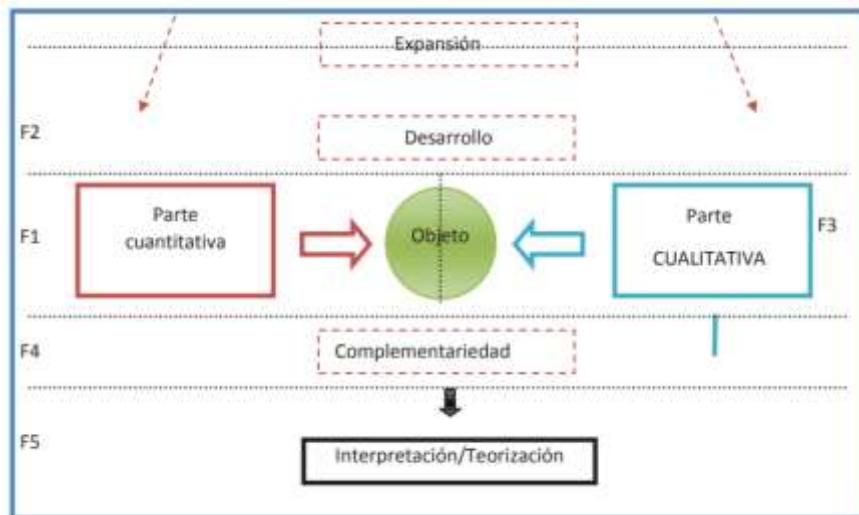 Expansión
F2
Desarrollo
F1
Parte
cuantitativa
Objeto
Parte
CUALITATIVA
F3
F4
Complementariedad
F5
Interpretación/Teorización